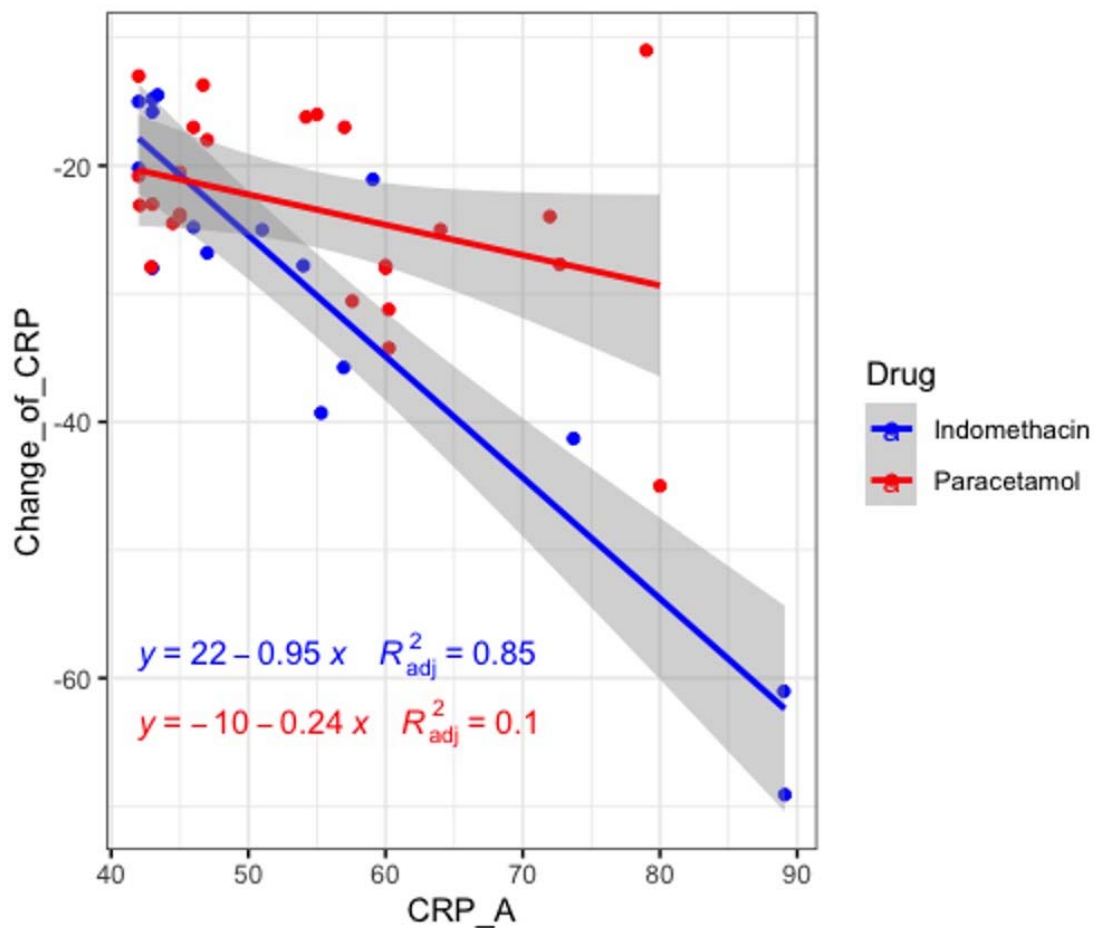 Change_of_CRP
-20
-40
-60
y = 22 – 0.95 x R²adj = 0.85
y = – 10 – 0.24 x R²adj = 0.1
40 50 60 70 80 90
CRP_A
Drug
a Indomethacin
a Paracetamol